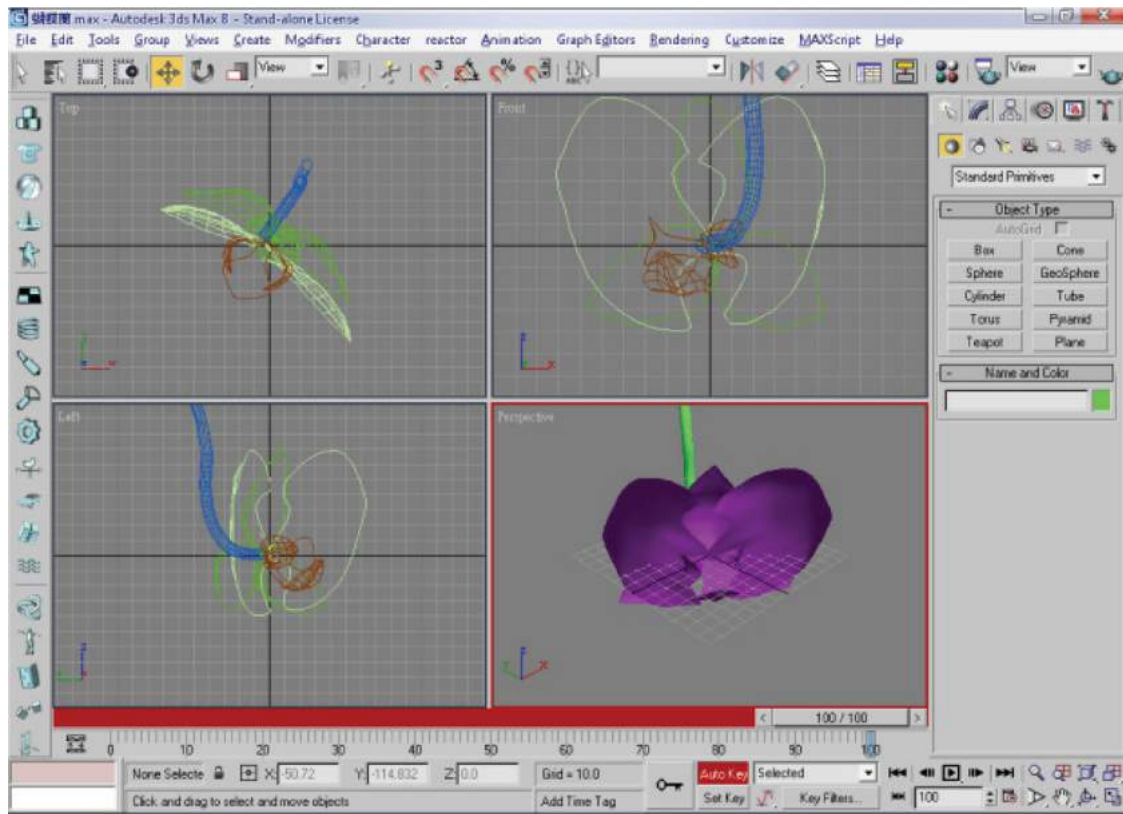 蝴蝶蘭.max - Autodesk 3ds Max 8 - Stand-alone License
File Edit Tools Group Views Create Modifiers Character reactor Animation Graph Editors Rendering Customize MAXScript Help
View
View
Top
Front
Left
Perspective
Standard Primitives
- Object Type
AutoGrid
Box Cone
Sphere GeoSphere
Cylinder Tube
Torus Pyramid
Teapot Plane
- Name and Color
< 100 / 100 >
0 10 20 30 40 50 60 70 80 90 100
None Selecte X: -50.72 Y: -114.832 Z: 0.0 Grid = 10.0 Auto Key Selected
Click and drag to select and move objects Add Time Tag Set Key Key Filters... 100